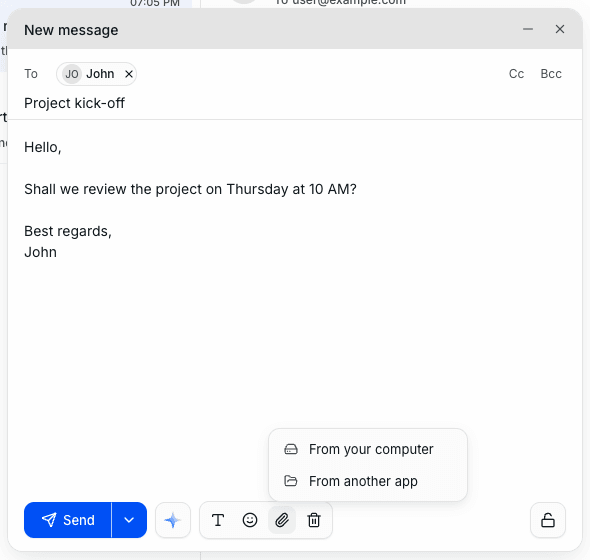 07:05 PM
To user@example.com
New message
To JO John
Cc Bcc
Project kick-off
Hello,
Shall we review the project on Thursday at 10 AM?
Best regards,
John
From your computer
From another app
Send